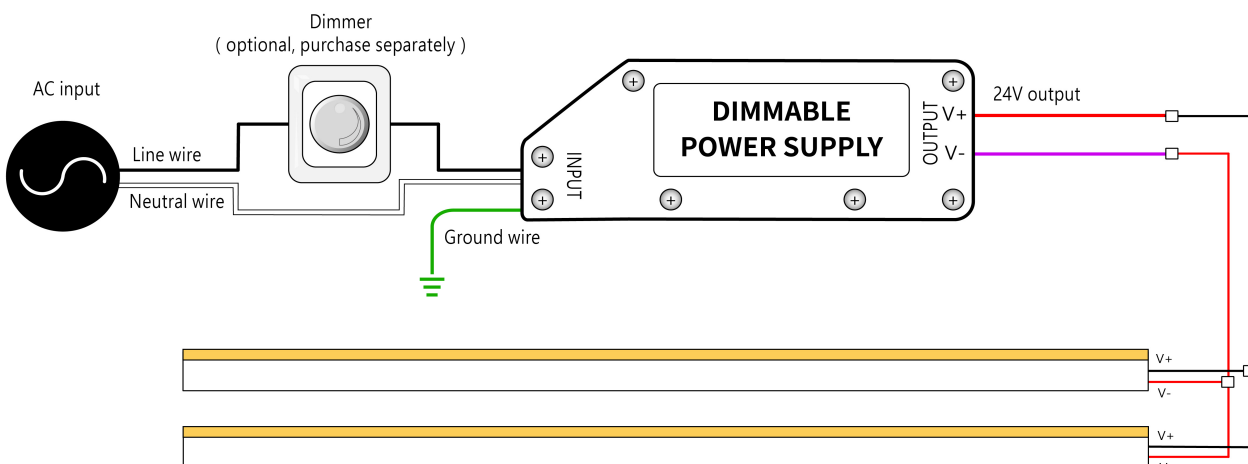 Dimmer
( optional, purchase separately )
AC input
Line wire
Neutral wire
Ground wire
INPUT
DIMMABLE
POWER SUPPLY
OUTPUT
V+
V-
24V output
V+
V-
V+